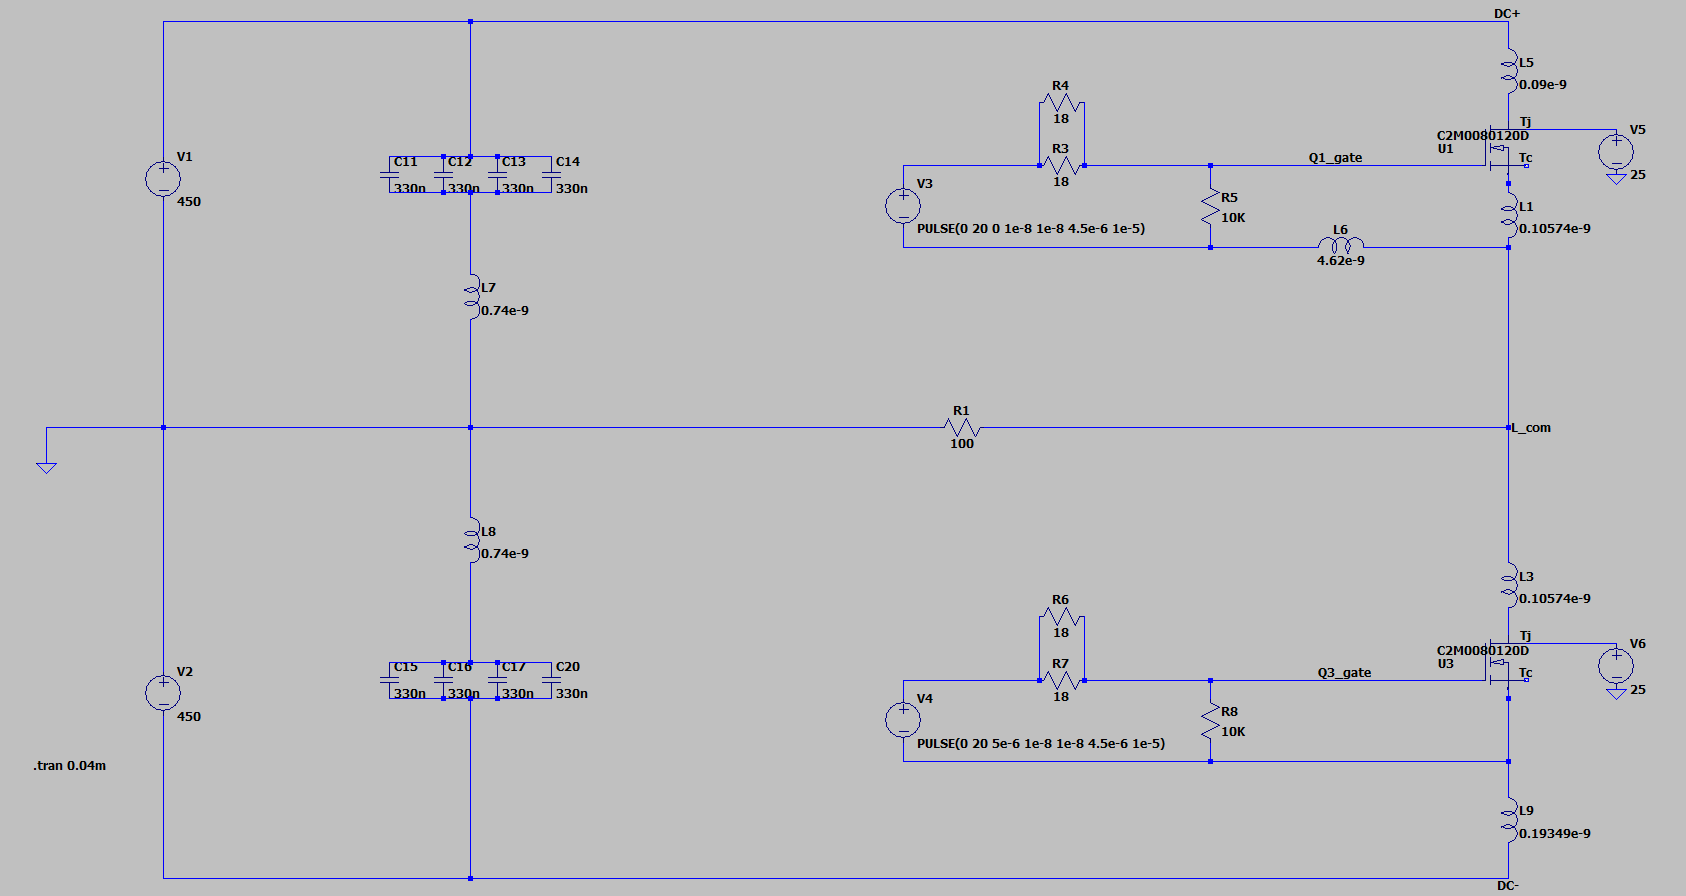 DC+
L5
0.09e-9
R4
18
Tj
V5
C2M0080120D
U1
R3
18
Q1_gate
Tc
25
V1
450
C11
330n
C12
330n
C13
330n
C14
330n
V3
PULSE(0 20 0 1e-8 1e-8 4.5e-6 1e-5)
R5
10K
L1
0.10574e-9
L6
4.62e-9
L7
0.74e-9
R1
100
L_com
L8
0.74e-9
L3
0.10574e-9
R6
18
Tj
V6
C2M0080120D
U3
R7
18
Q3_gate
Tc
25
V2
450
C15
330n
C16
330n
C17
330n
C20
330n
V4
PULSE(0 20 5e-6 1e-8 1e-8 4.5e-6 1e-5)
R8
10K
.tran 0.04m
L9
0.19349e-9
DC-